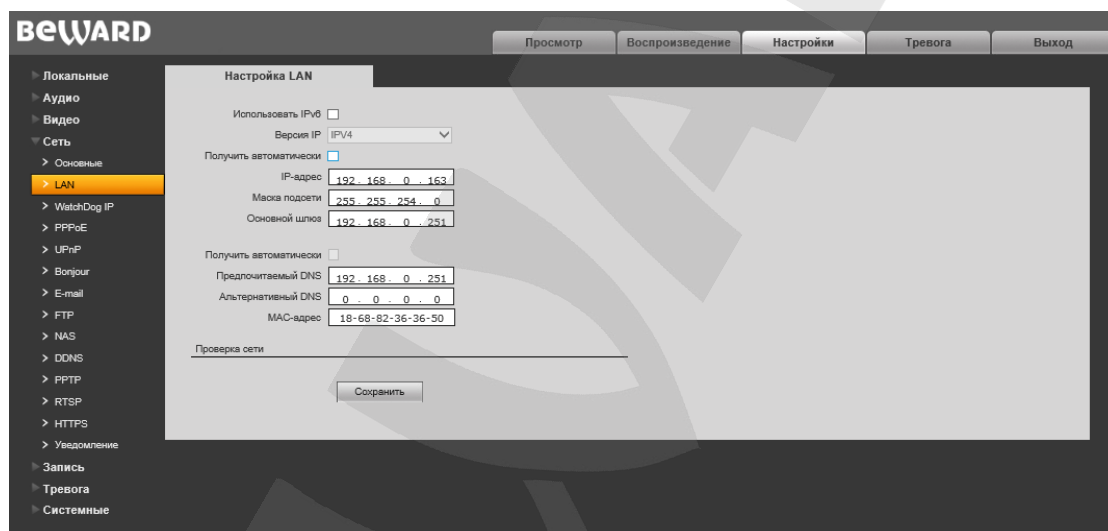 BEWARD
Просмотр Воспроизведение Настройки Тревога Выход
Локальные
Аудио
Видео
Сеть
> Основные
> LAN
> WatchDog IP
> PPPoE
> UPnP
> Bonjour
> E-mail
> FTP
> NAS
> DDNS
> PPTP
> RTSP
> HTTPS
> Уведомление
Запись
Тревога
Системные
Настройка LAN
Использовать IPv6
Версия IP IPV4
Получить автоматически
IP-адрес 192 . 168 . 0 . 163
Маска подсети 255 . 255 . 254 . 0
Основной шлюз 192 . 168 . 0 . 251
Получить автоматически
Предпочитаемый DNS 192 . 168 . 0 . 251
Альтернативный DNS 0 . 0 . 0 . 0
MAC-адрес 18-68-82-36-36-50
Проверка сети
Сохранить